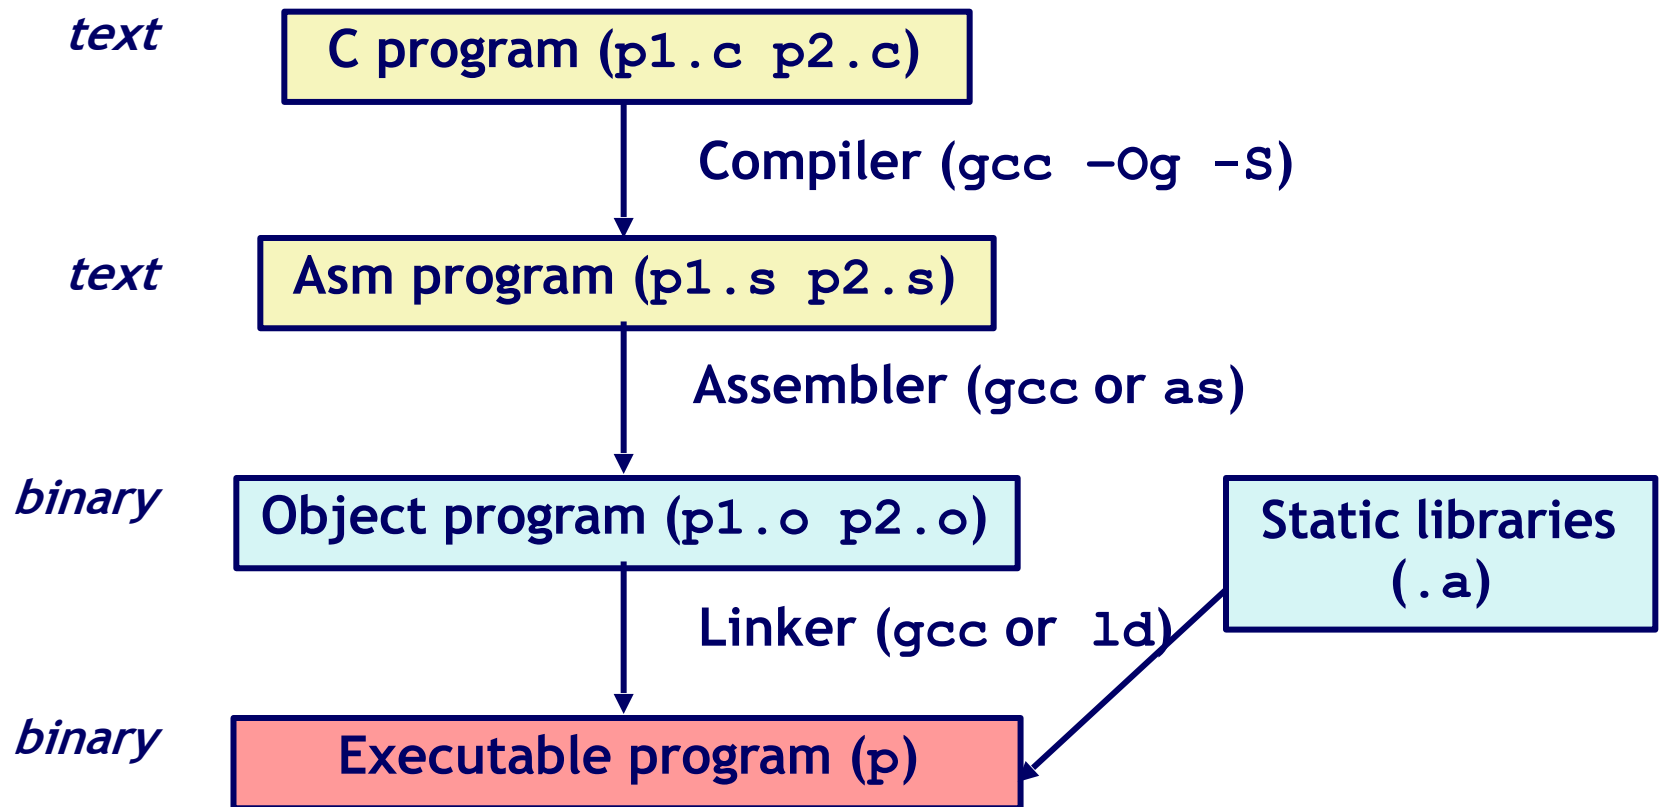 text
C program (p1.c p2.c)
Compiler (gcc –Og -S)
text
Asm program (p1.s p2.s)
Assembler (gcc or as)
binary
Object program (p1.o p2.o)
Static libraries
(.a)
Linker (gcc or ld)
binary
Executable program (p)